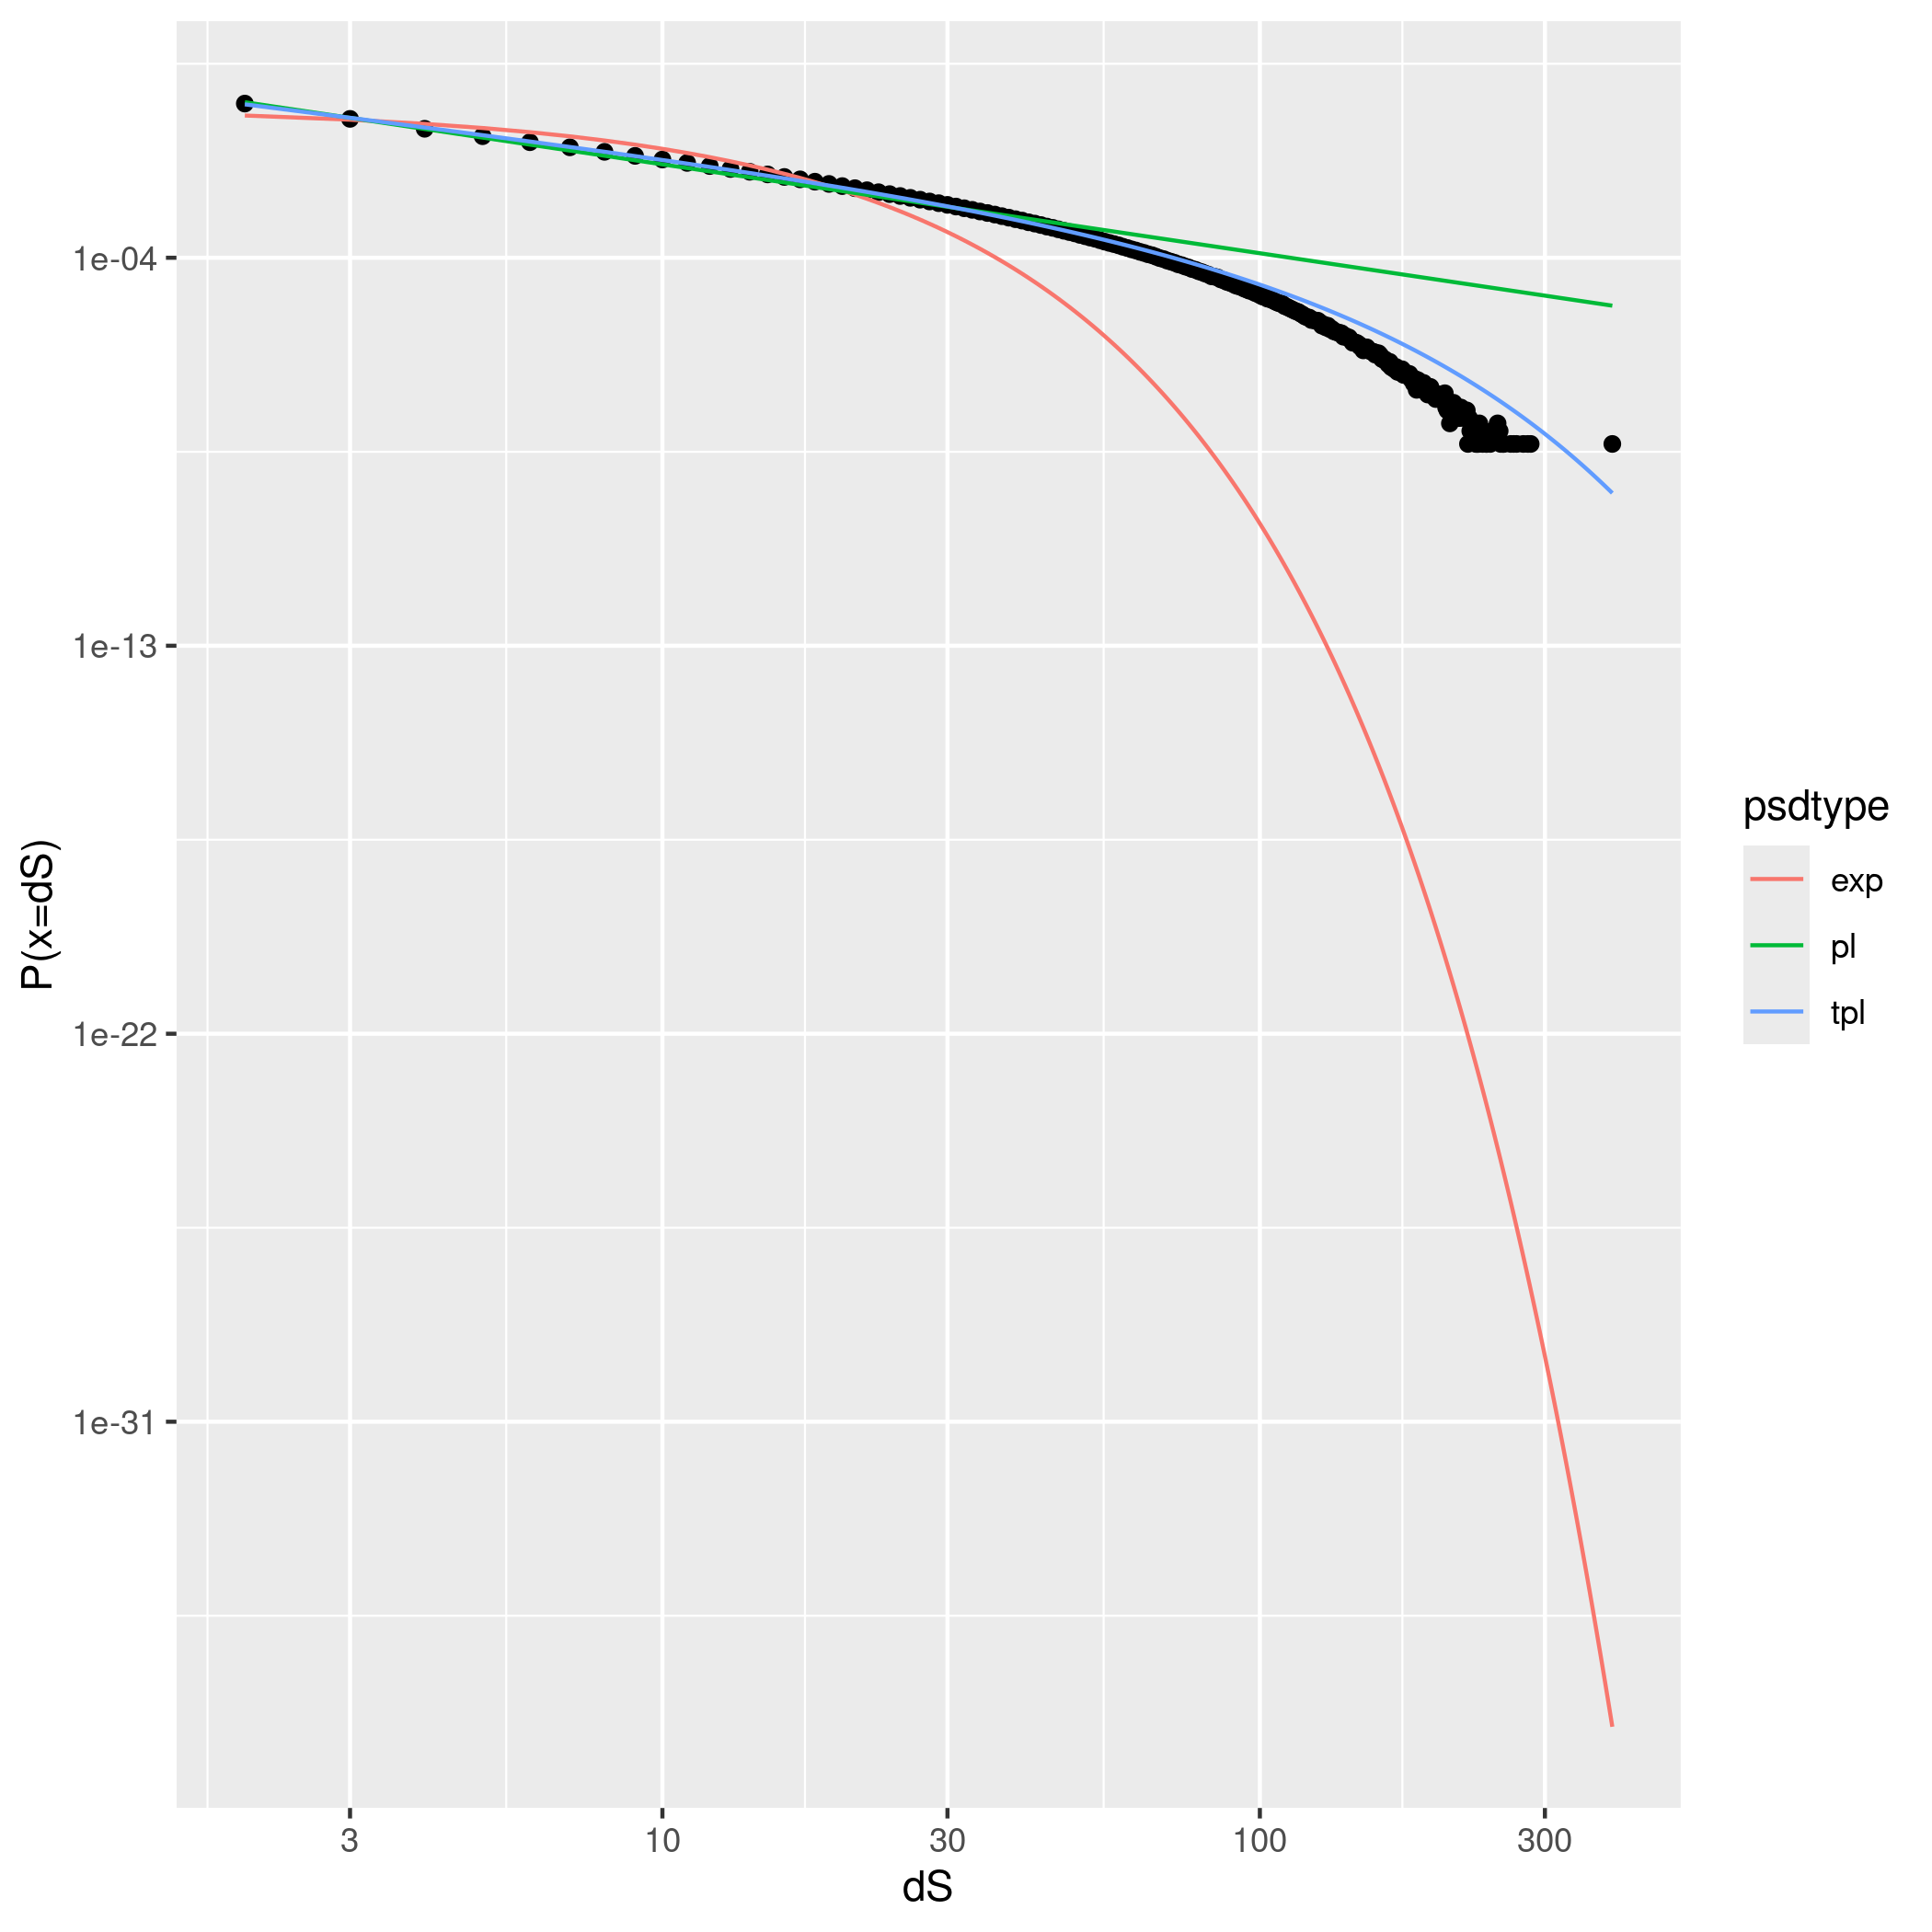 P(x=dS)
1e-04
1e-13
1e-22
1e-31
3
10
30
100
300
dS
psdtype
exp
pl
tpl